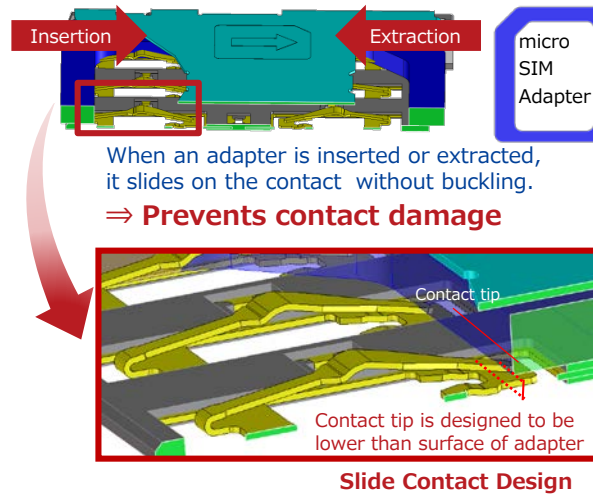 Insertion
Extraction
micro
SIM
Adapter
When an adapter is inserted or extracted,
it slides on the contact without buckling.
⇒ Prevents contact damage
Contact tip
Contact tip is designed to be
lower than surface of adapter
Slide Contact Design